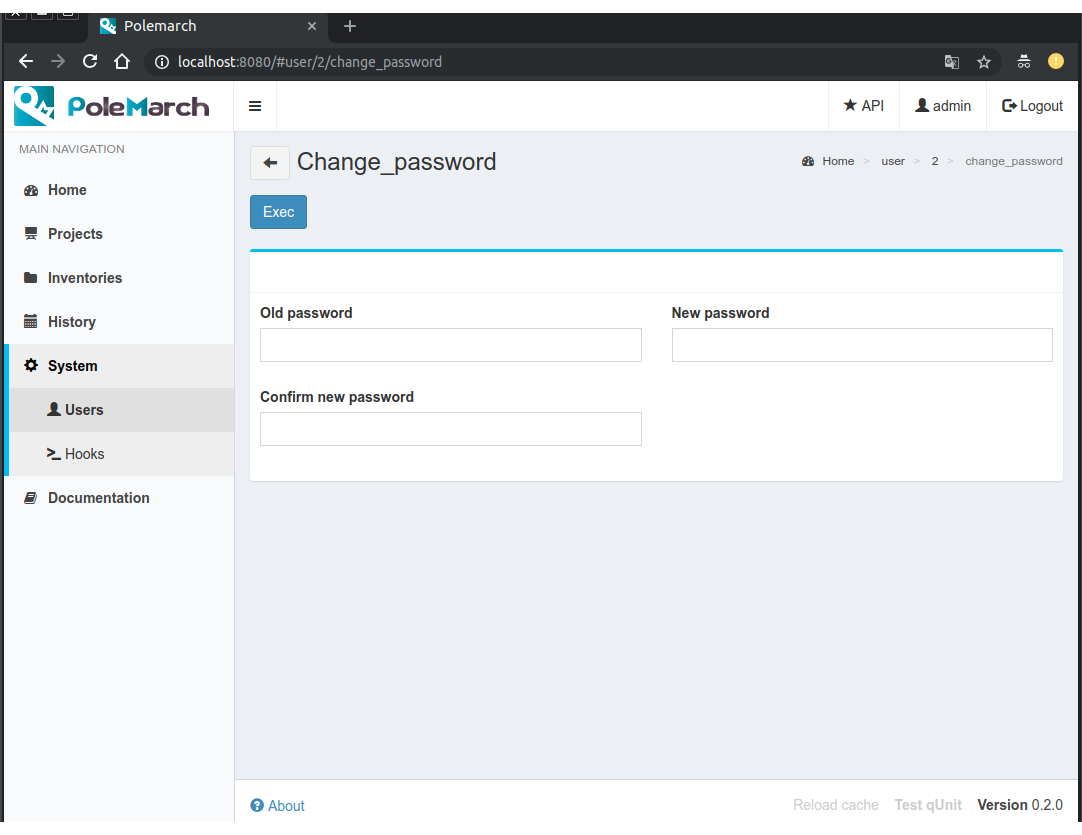 Polemarch
localhost:8080/#user/2/change_password
PoleMarch
API
admin
Logout
MAIN NAVIGATION
Home
Projects
Inventories
History
System
Users
Hooks
Documentation
Change_password
Home > user > 2 > change_password
Exec
Old password
New password
Confirm new password
About
Reload cache Test qUnit Version 0.2.0